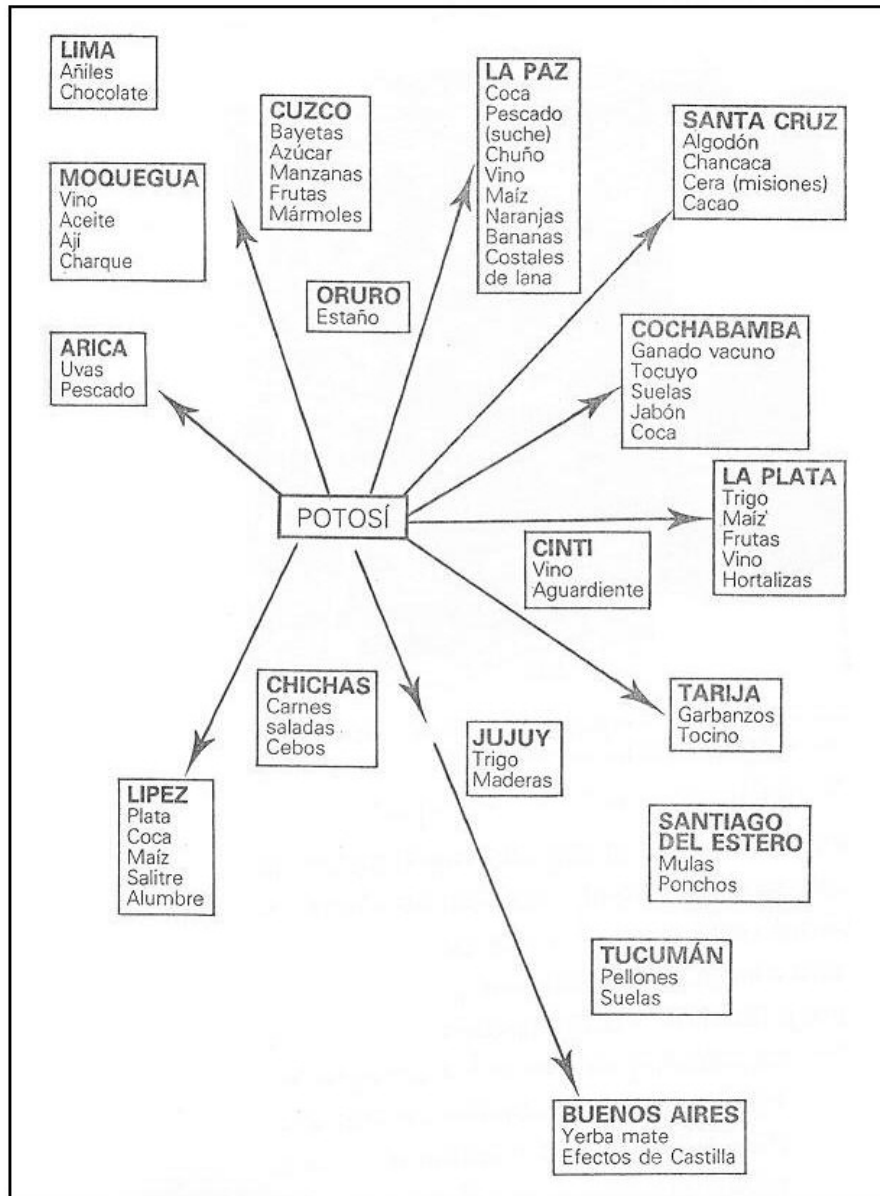 LIMA
Añiles
Chocolate
CUZCO
Bayetas
Azúcar
Manzanas
Frutas
Mármoles
LA PAZ
Coca
Pescado
(suche)
Chuño
Vino
Maíz
Naranjas
Bananas
Costales
de lana
SANTA CRUZ
Algodón
Chancaca
Cera (misiones)
Cacao
MOQUEGUA
Vino
Aceite
Ají
Charque
ORURO
Estaño
ARICA
Uvas
Pescado
COCHABAMBA
Ganado vacuno
Tocuyo
Suelas
Jabón
Coca
POTOSÍ
LA PLATA
Trigo
Maíz
Frutas
Vino
Hortalizas
CINTI
Vino
Aguardiente
CHICHAS
Carnes
saladas
Cebos
TARIJA
Garbanzos
Tocino
JUJUY
Trigo
Maderas
LIPEZ
Plata
Coca
Maíz
Salitre
Alumbre
SANTIAGO
DEL ESTERO
Mulas
Ponchos
TUCUMÁN
Pellones
Suelas
BUENOS AIRES
Yerba mate
Efectos de Castilla